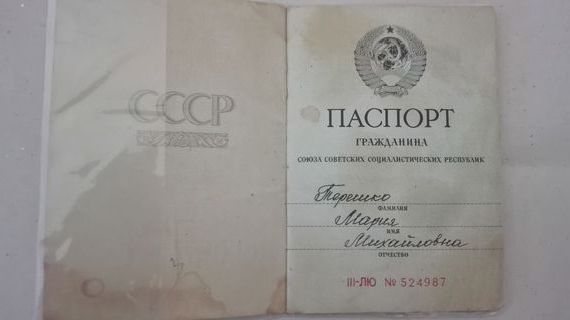 СССР
ПАСПОРТ
ГРАЖДАНИНА
СОЮЗА СОВЕТСКИХ СОЦИАЛИСТИЧЕСКИХ РЕСПУБЛИК
Терешко
ФАМИЛИЯ
Мария
ИМЯ
Михайловна
ОТЧЕСТВО
III-ЛЮ № 524987